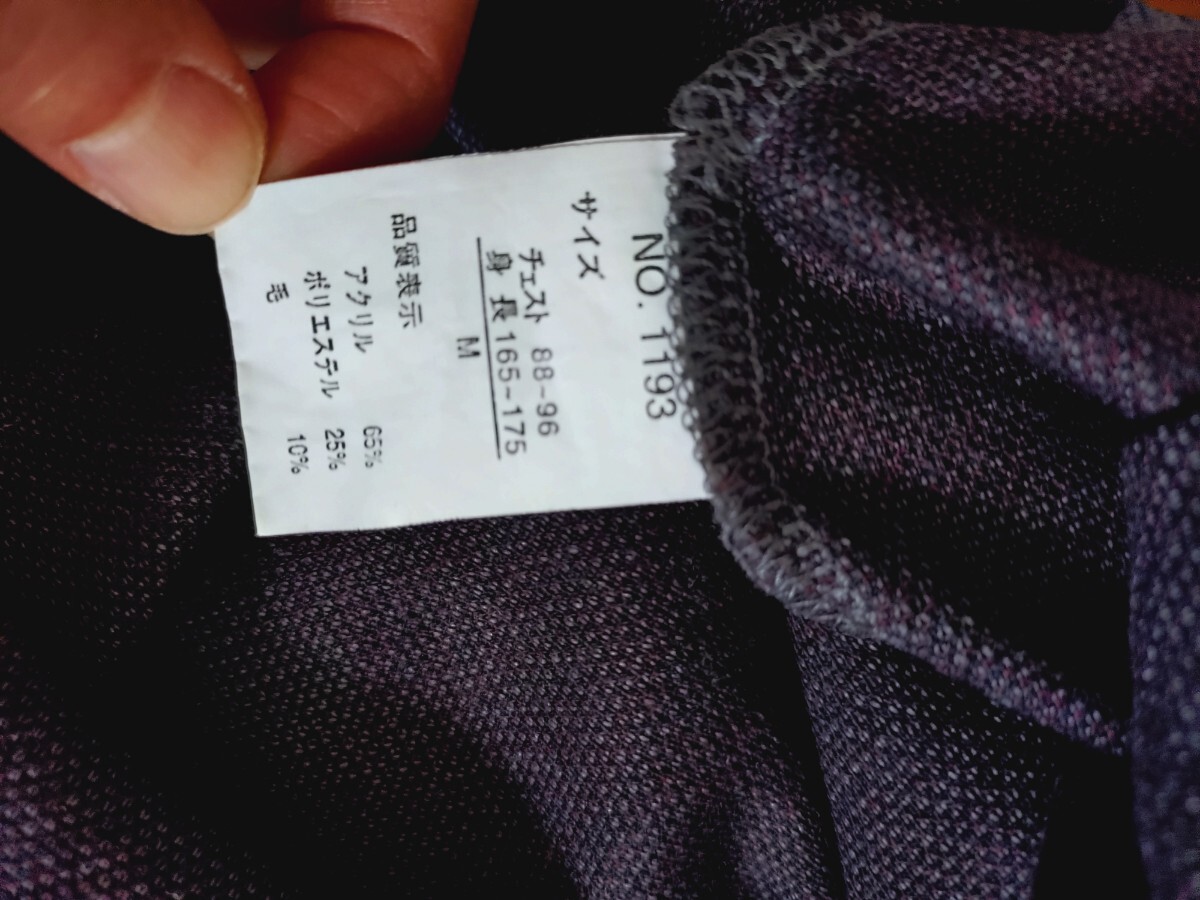 NO. 1193
サイズ
チェスト 88-96
身 長 165-175
M
品質表示
アクリル 65%
ポリエステル 25%
毛 10%